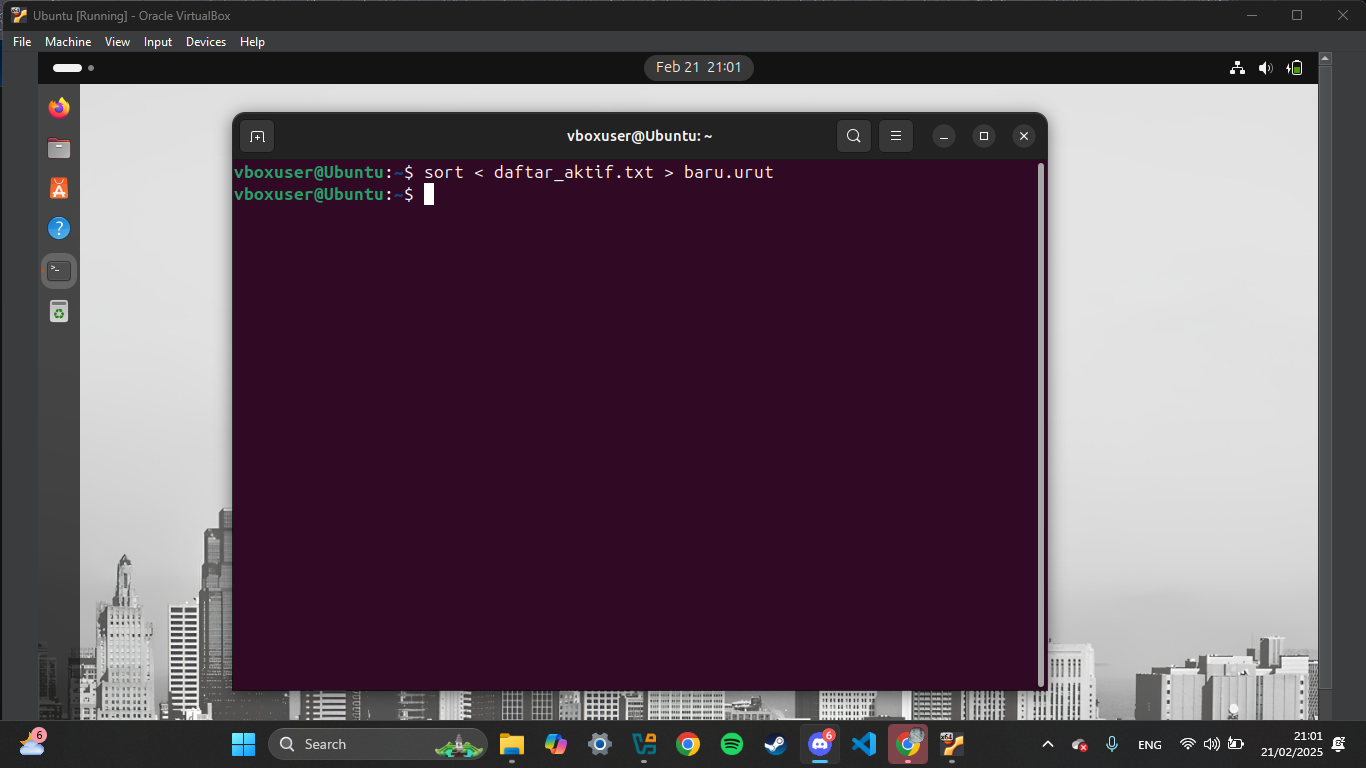 Ubuntu [Running] - Oracle VirtualBox
File Machine View Input Devices Help
Feb 21 21:01
vboxuser@Ubuntu: ~
vboxuser@Ubuntu:~$ sort < daftar_aktif.txt > baru.urut
vboxuser@Ubuntu:~$
6
Search
6
ENG
21:01
21/02/2025